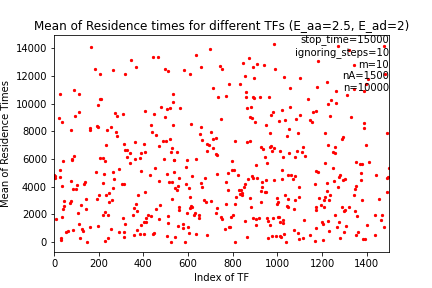 Mean of Residence times for different TFs (E_aa=2.5, E_ad=2)
stop_time=15000
ignoring_steps=10
m=10
nA=1500
n=10000
Mean of Residence Times
14000
12000
10000
8000
6000
4000
2000
0
0 200 400 600 800 1000 1200 1400
Index of TF